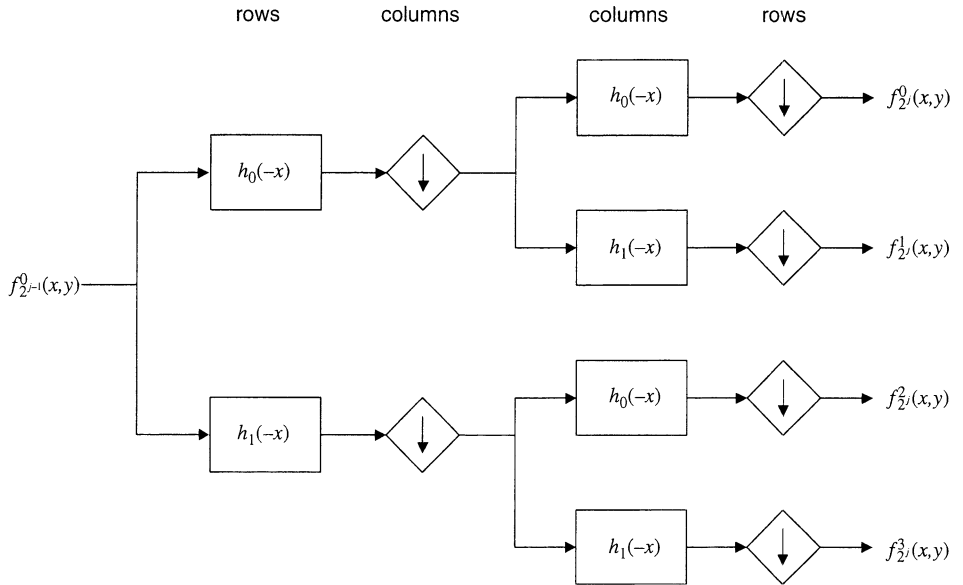 rows columns columns rows
h₀(–x) f⁰₂ʲ(x,y)
h₀(–x)
h₁(–x) f¹₂ʲ(x,y)
f⁰₂ʲ⁻¹(x,y)
h₀(–x) f²₂ʲ(x,y)
h₁(–x)
h₁(–x) f³₂ʲ(x,y)